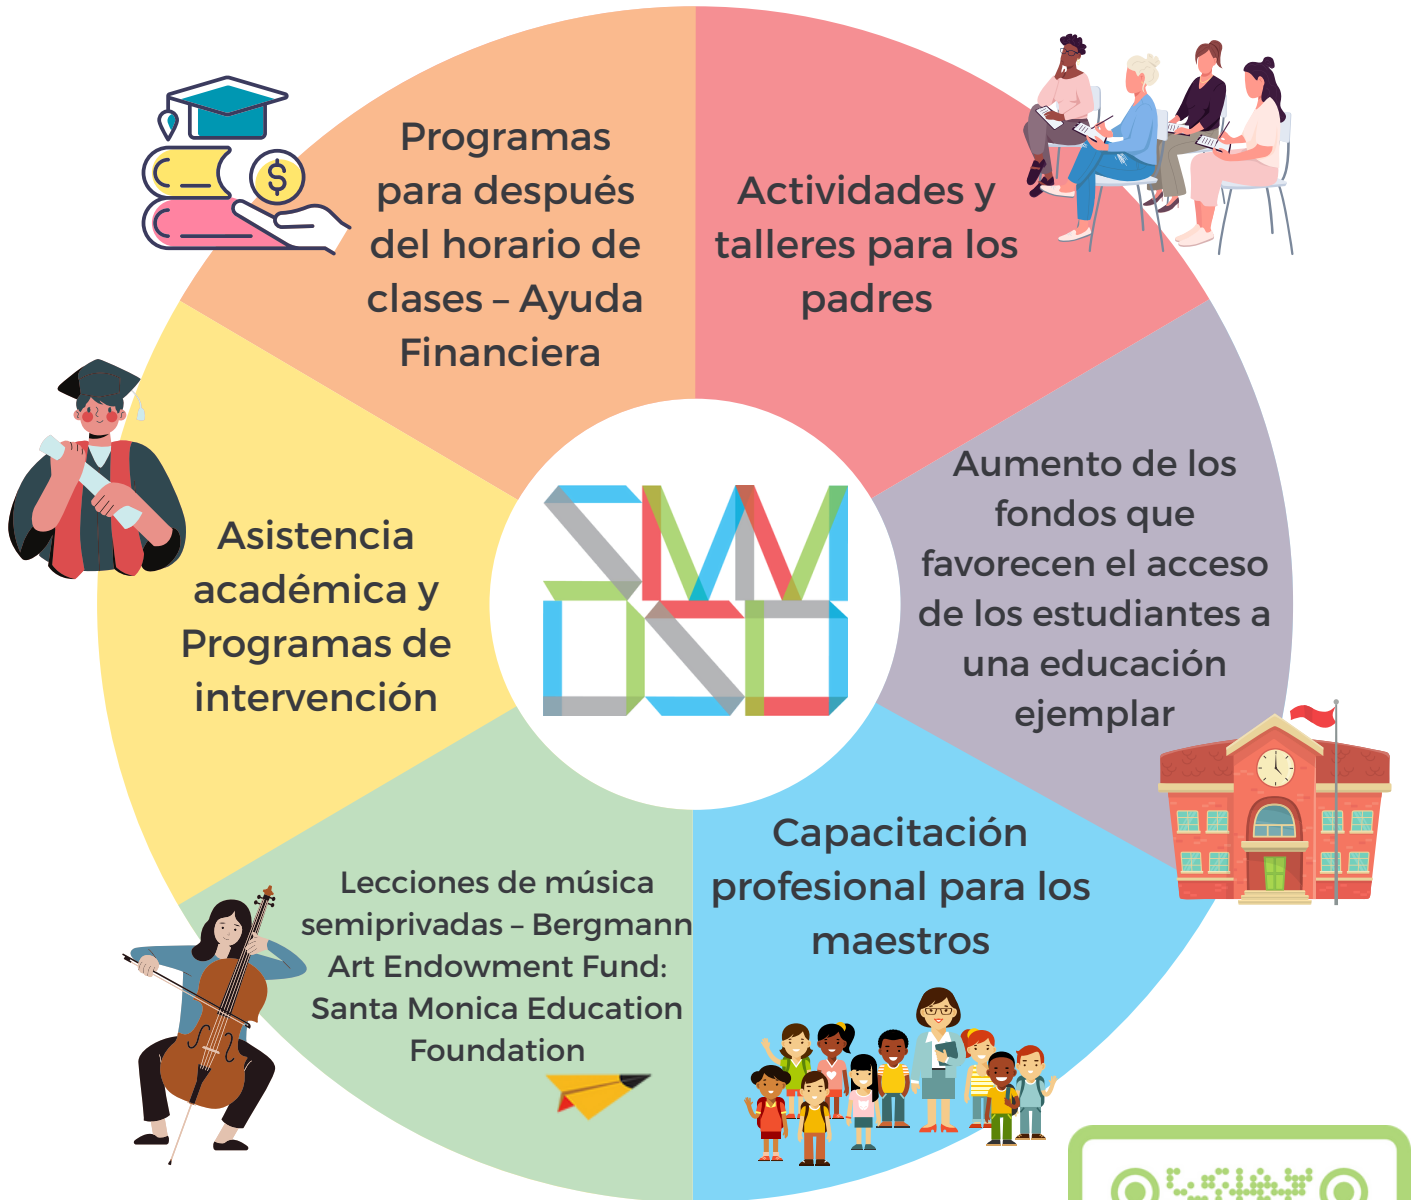 Programas
para después
del horario de
clases – Ayuda
Financiera
Actividades y
talleres para los
padres
Aumento de los
fondos que
favorecen el acceso
de los estudiantes a
una educación
ejemplar
Asistencia
académica y
Programas de
intervención
SMM
USD
Capacitación
profesional para los
maestros
Lecciones de música
semiprivadas – Bergmann
Art Endowment Fund:
Santa Monica Education
Foundation
$